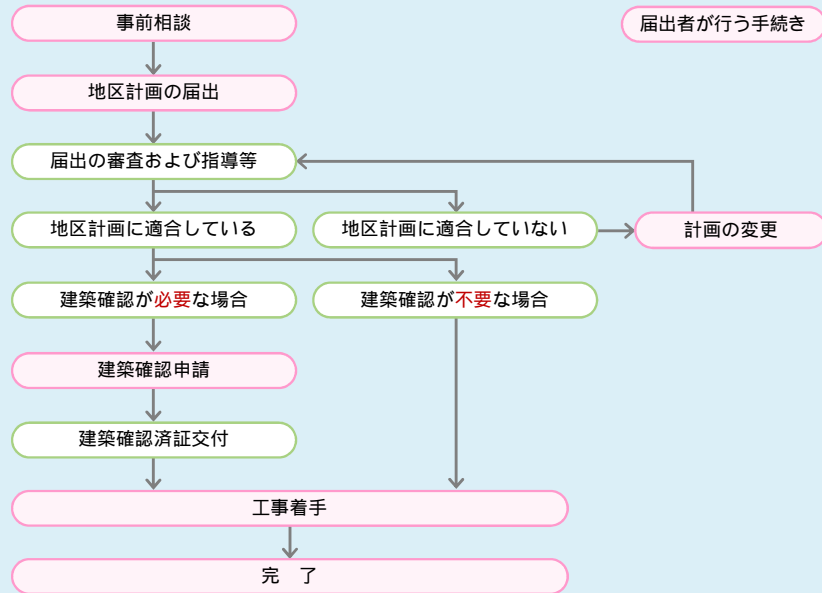 事前相談
届出者が行う手続き
地区計画の届出
届出の審査および指導等
地区計画に適合している
地区計画に適合していない
計画の変更
建築確認が必要な場合
建築確認が不要な場合
建築確認申請
建築確認済証交付
工事着手
完　了